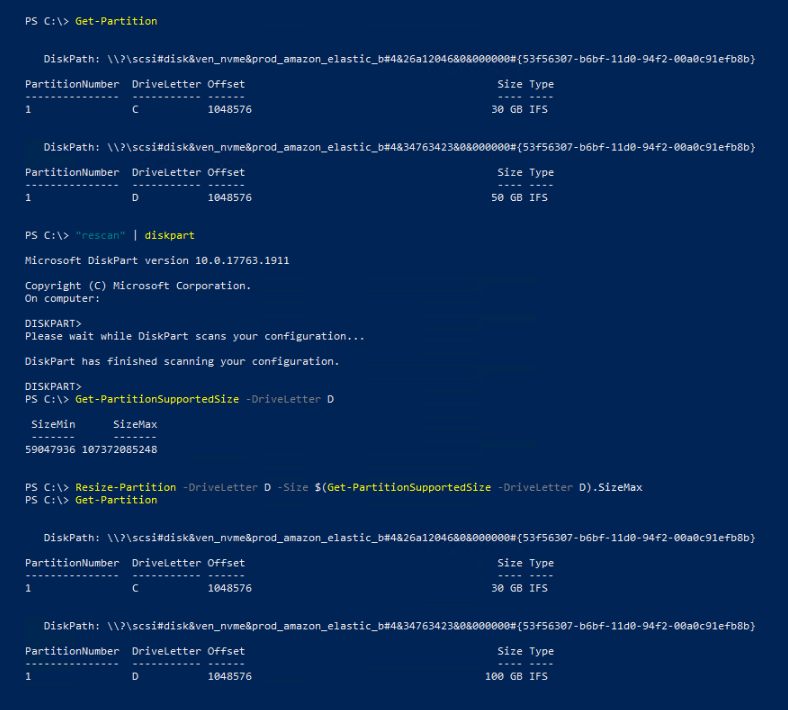 PS C:\> Get-Partition
DiskPath: \\?\scsi#disk&ven_nvme&prod_amazon_elastic_b#4&26a12046&0&000000#{53f56307-b6bf-11d0-94f2-00a0c91efb8b}
PartitionNumber  DriveLetter Offset                                        Size Type
---------------  ----------- ------                                        ---- ----
1                C           1048576                                      30 GB IFS
DiskPath: \\?\scsi#disk&ven_nvme&prod_amazon_elastic_b#4&34763423&0&000000#{53f56307-b6bf-11d0-94f2-00a0c91efb8b}
PartitionNumber  DriveLetter Offset                                        Size Type
---------------  ----------- ------                                        ---- ----
1                D           1048576                                      50 GB IFS
PS C:\> "rescan" | diskpart
Microsoft DiskPart version 10.0.17763.1911
Copyright (C) Microsoft Corporation.
On computer:
DISKPART>
Please wait while DiskPart scans your configuration...
DiskPart has finished scanning your configuration.
DISKPART>
PS C:\> Get-PartitionSupportedSize -DriveLetter D
SizeMin      SizeMax
-------      -------
59047936 107372085248
PS C:\> Resize-Partition -DriveLetter D -Size $(Get-PartitionSupportedSize -DriveLetter D).SizeMax
PS C:\> Get-Partition
DiskPath: \\?\scsi#disk&ven_nvme&prod_amazon_elastic_b#4&26a12046&0&000000#{53f56307-b6bf-11d0-94f2-00a0c91efb8b}
PartitionNumber  DriveLetter Offset                                        Size Type
---------------  ----------- ------                                        ---- ----
1                C           1048576                                      30 GB IFS
DiskPath: \\?\scsi#disk&ven_nvme&prod_amazon_elastic_b#4&34763423&0&000000#{53f56307-b6bf-11d0-94f2-00a0c91efb8b}
PartitionNumber  DriveLetter Offset                                        Size Type
---------------  ----------- ------                                        ---- ----
1                D           1048576                                     100 GB IFS